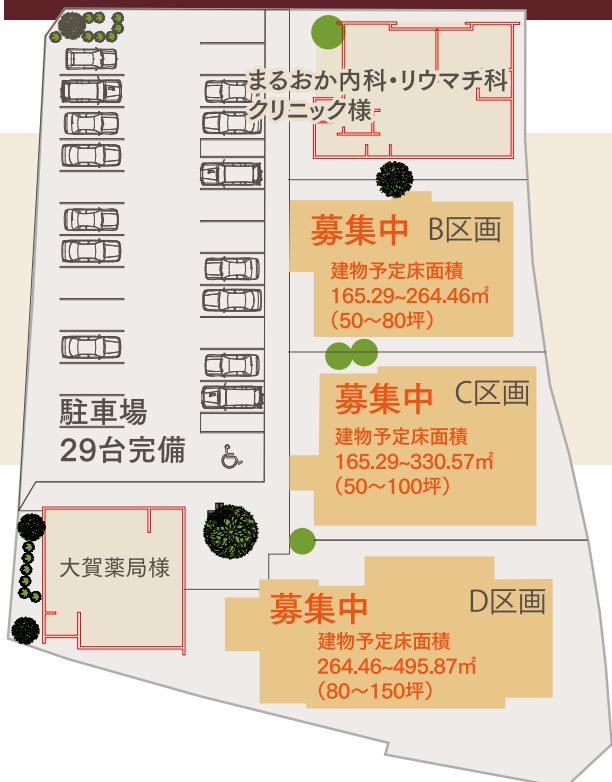 まるおか内科・リウマチ科
クリニック様
募集中 B区画
建物予定床面積
165.29~264.46㎡
(50〜80坪)
募集中 C区画
建物予定床面積
165.29~330.57㎡
(50〜100坪)
駐車場
29台完備
大賀薬局様
募集中 D区画
建物予定床面積
264.46~495.87㎡
(80〜150坪)